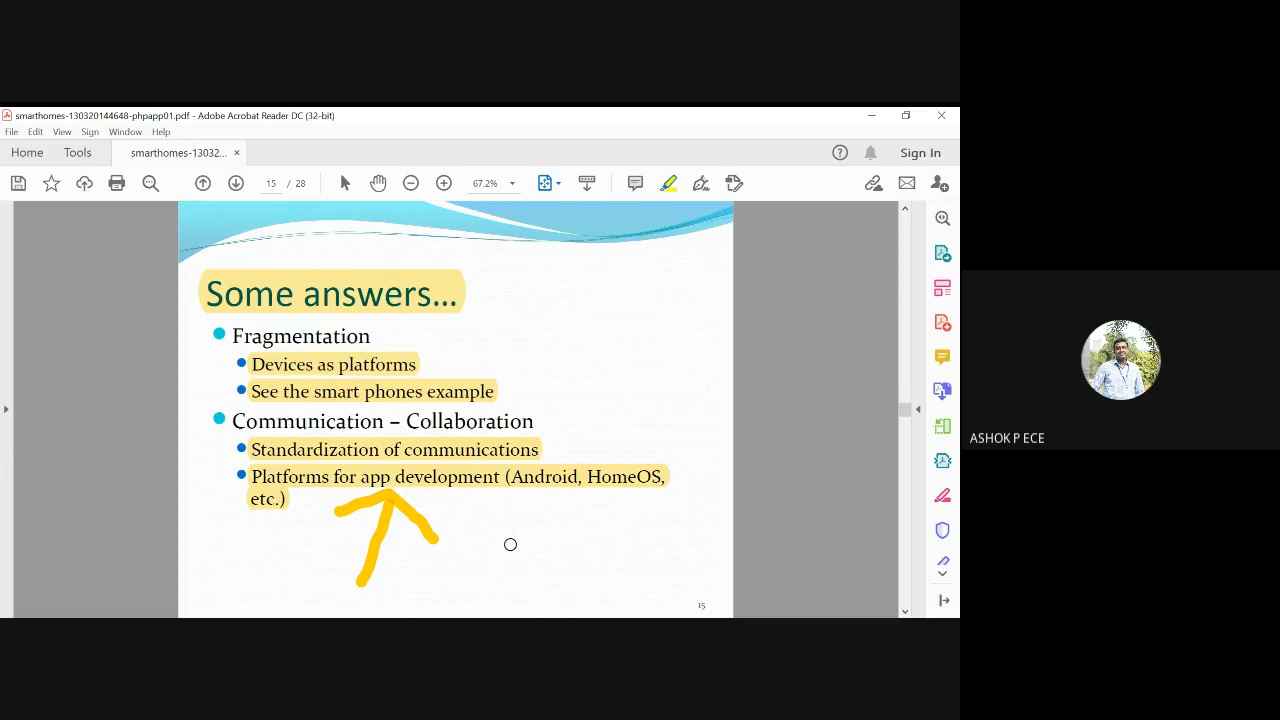 smarthomes-130320144648-phpapp01.pdf - Adobe Acrobat Reader DC (32-bit)
File Edit View Sign Window Help
Home Tools smarthomes-13032... × Sign In
15 / 28 67.2%
Some answers…
Fragmentation
Devices as platforms
See the smart phones example
Communication – Collaboration
Standardization of communications
Platforms for app development (Android, HomeOS,
etc.)
15
ASHOK P ECE